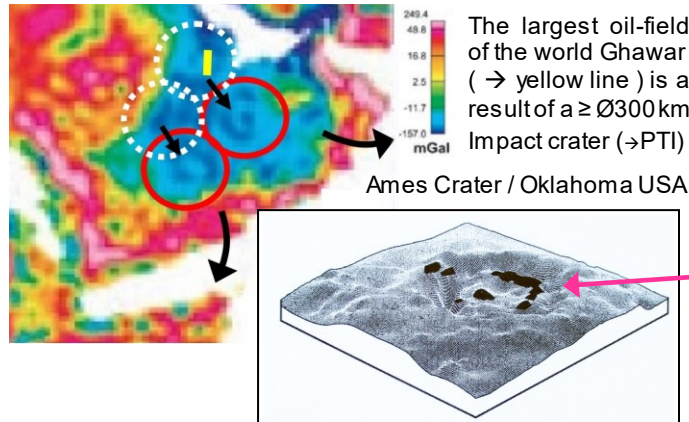 249.4
48.8
16.2
2.5
-11.7
-157.0
mGal
The largest oil-field
of the world Ghawar
( → yellow line ) is a
result of a ≥ Ø300 km
Impact crater (→PTI)
Ames Crater / Oklahoma USA